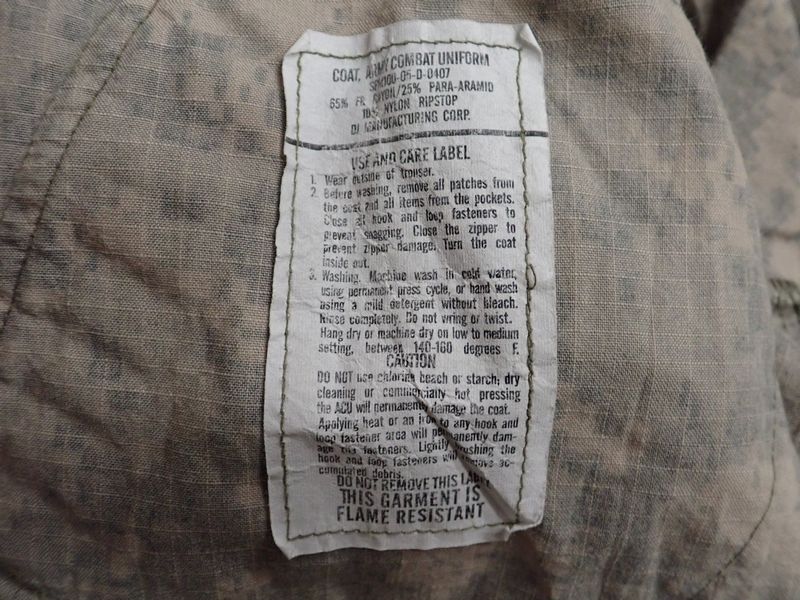 COAT, ARMY COMBAT UNIFORM
SPM100-05-D-0407
65% FR RAYON/25% PARA-ARAMID
10% NYLON RIPSTOP
DJ MANUFACTURING CORP.
USE AND CARE LABEL
1. Wear outside of trouser.
2. Before washing, remove all patches from
the coat and all items from the pockets.
Close all hook and loop fasteners to
prevent snagging. Close the zipper to
prevent zipper damage. Turn the coat
inside out.
3. Washing. Machine wash in cold water,
using permanent press cycle, or hand wash
using a mild detergent without bleach.
Rinse completely. Do not wring or twist.
Hang dry or machine dry on low to medium
setting, between 140-160 degrees F.
CAUTION
DO NOT use chlorine beach or starch; dry
cleaning or commercially hot pressing
the ACU will permanently damage the coat.
Applying heat or an iron to any hook and
loop fastener area will permanently dam-
age the fasteners. Lightly brushing the
hook and loop fasteners will remove ac-
cumulated debris.
DO NOT REMOVE THIS LABEL
THIS GARMENT IS
FLAME RESISTANT